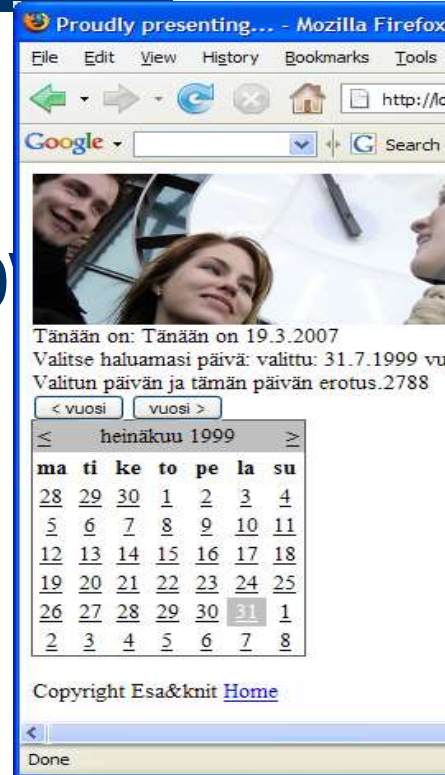 Proudly presenting... - Mozilla Firefox
File Edit View History Bookmarks Tools
http://lo
Google Search
Tänään on: Tänään on 19.3.2007
Valitse haluamasi päivä: valittu: 31.7.1999 vu
Valitun päivän ja tämän päivän erotus.2788
< vuosi vuosi >
< heinäkuu 1999 >
ma ti ke to pe la su
28 29 30 1 2 3 4
5 6 7 8 9 10 11
12 13 14 15 16 17 18
19 20 21 22 23 24 25
26 27 28 29 30 31 1
2 3 4 5 6 7 8
Copyright Esa&knit Home
Done